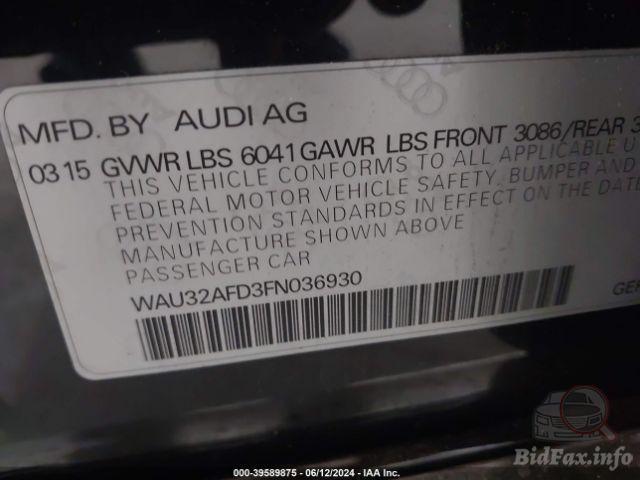 MFD. BY AUDI AG
03 15 GVWR LBS 6041 GAWR LBS FRONT 3086/REAR
THIS VEHICLE CONFORMS TO ALL APPLICABLE
FEDERAL MOTOR VEHICLE SAFETY, BUMPER AND
PREVENTION STANDARDS IN EFFECT ON THE DATE
MANUFACTURE SHOWN ABOVE
PASSENGER CAR
WAU32AFD3FN036930
BidFax.info
000-39589875 - 06/12/2024 - IAA Inc.